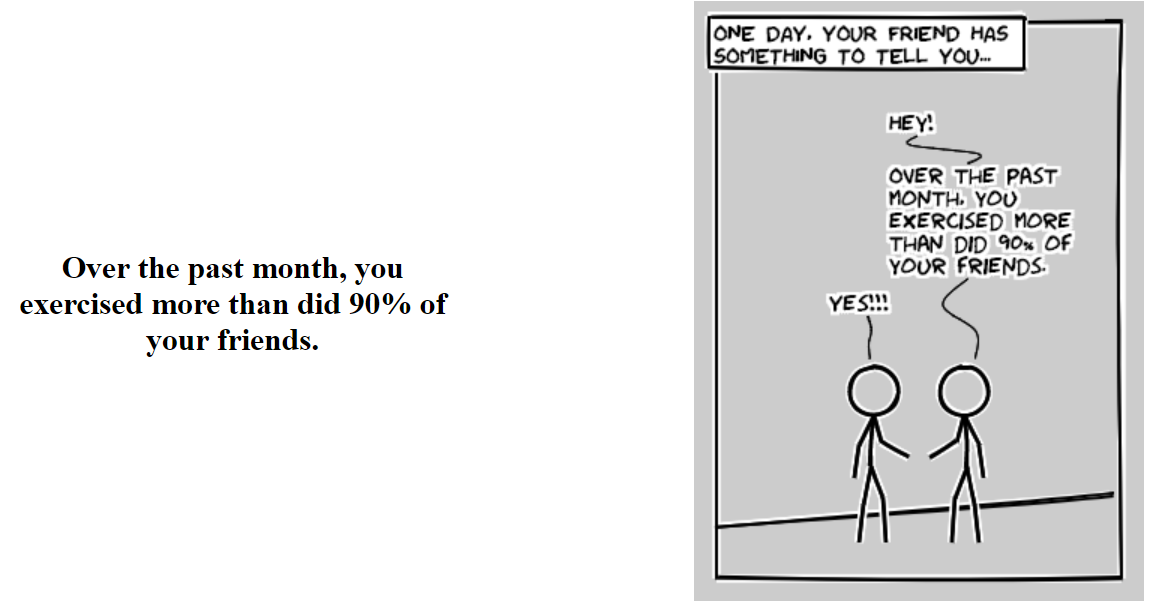 Over the past month, you
exercised more than did 90% of
your friends.
ONE DAY, YOUR FRIEND HAS
SOMETHING TO TELL YOU...
HEY!
OVER THE PAST
MONTH, YOU
EXERCISED MORE
THAN DID 90% OF
YOUR FRIENDS.
YES!!!